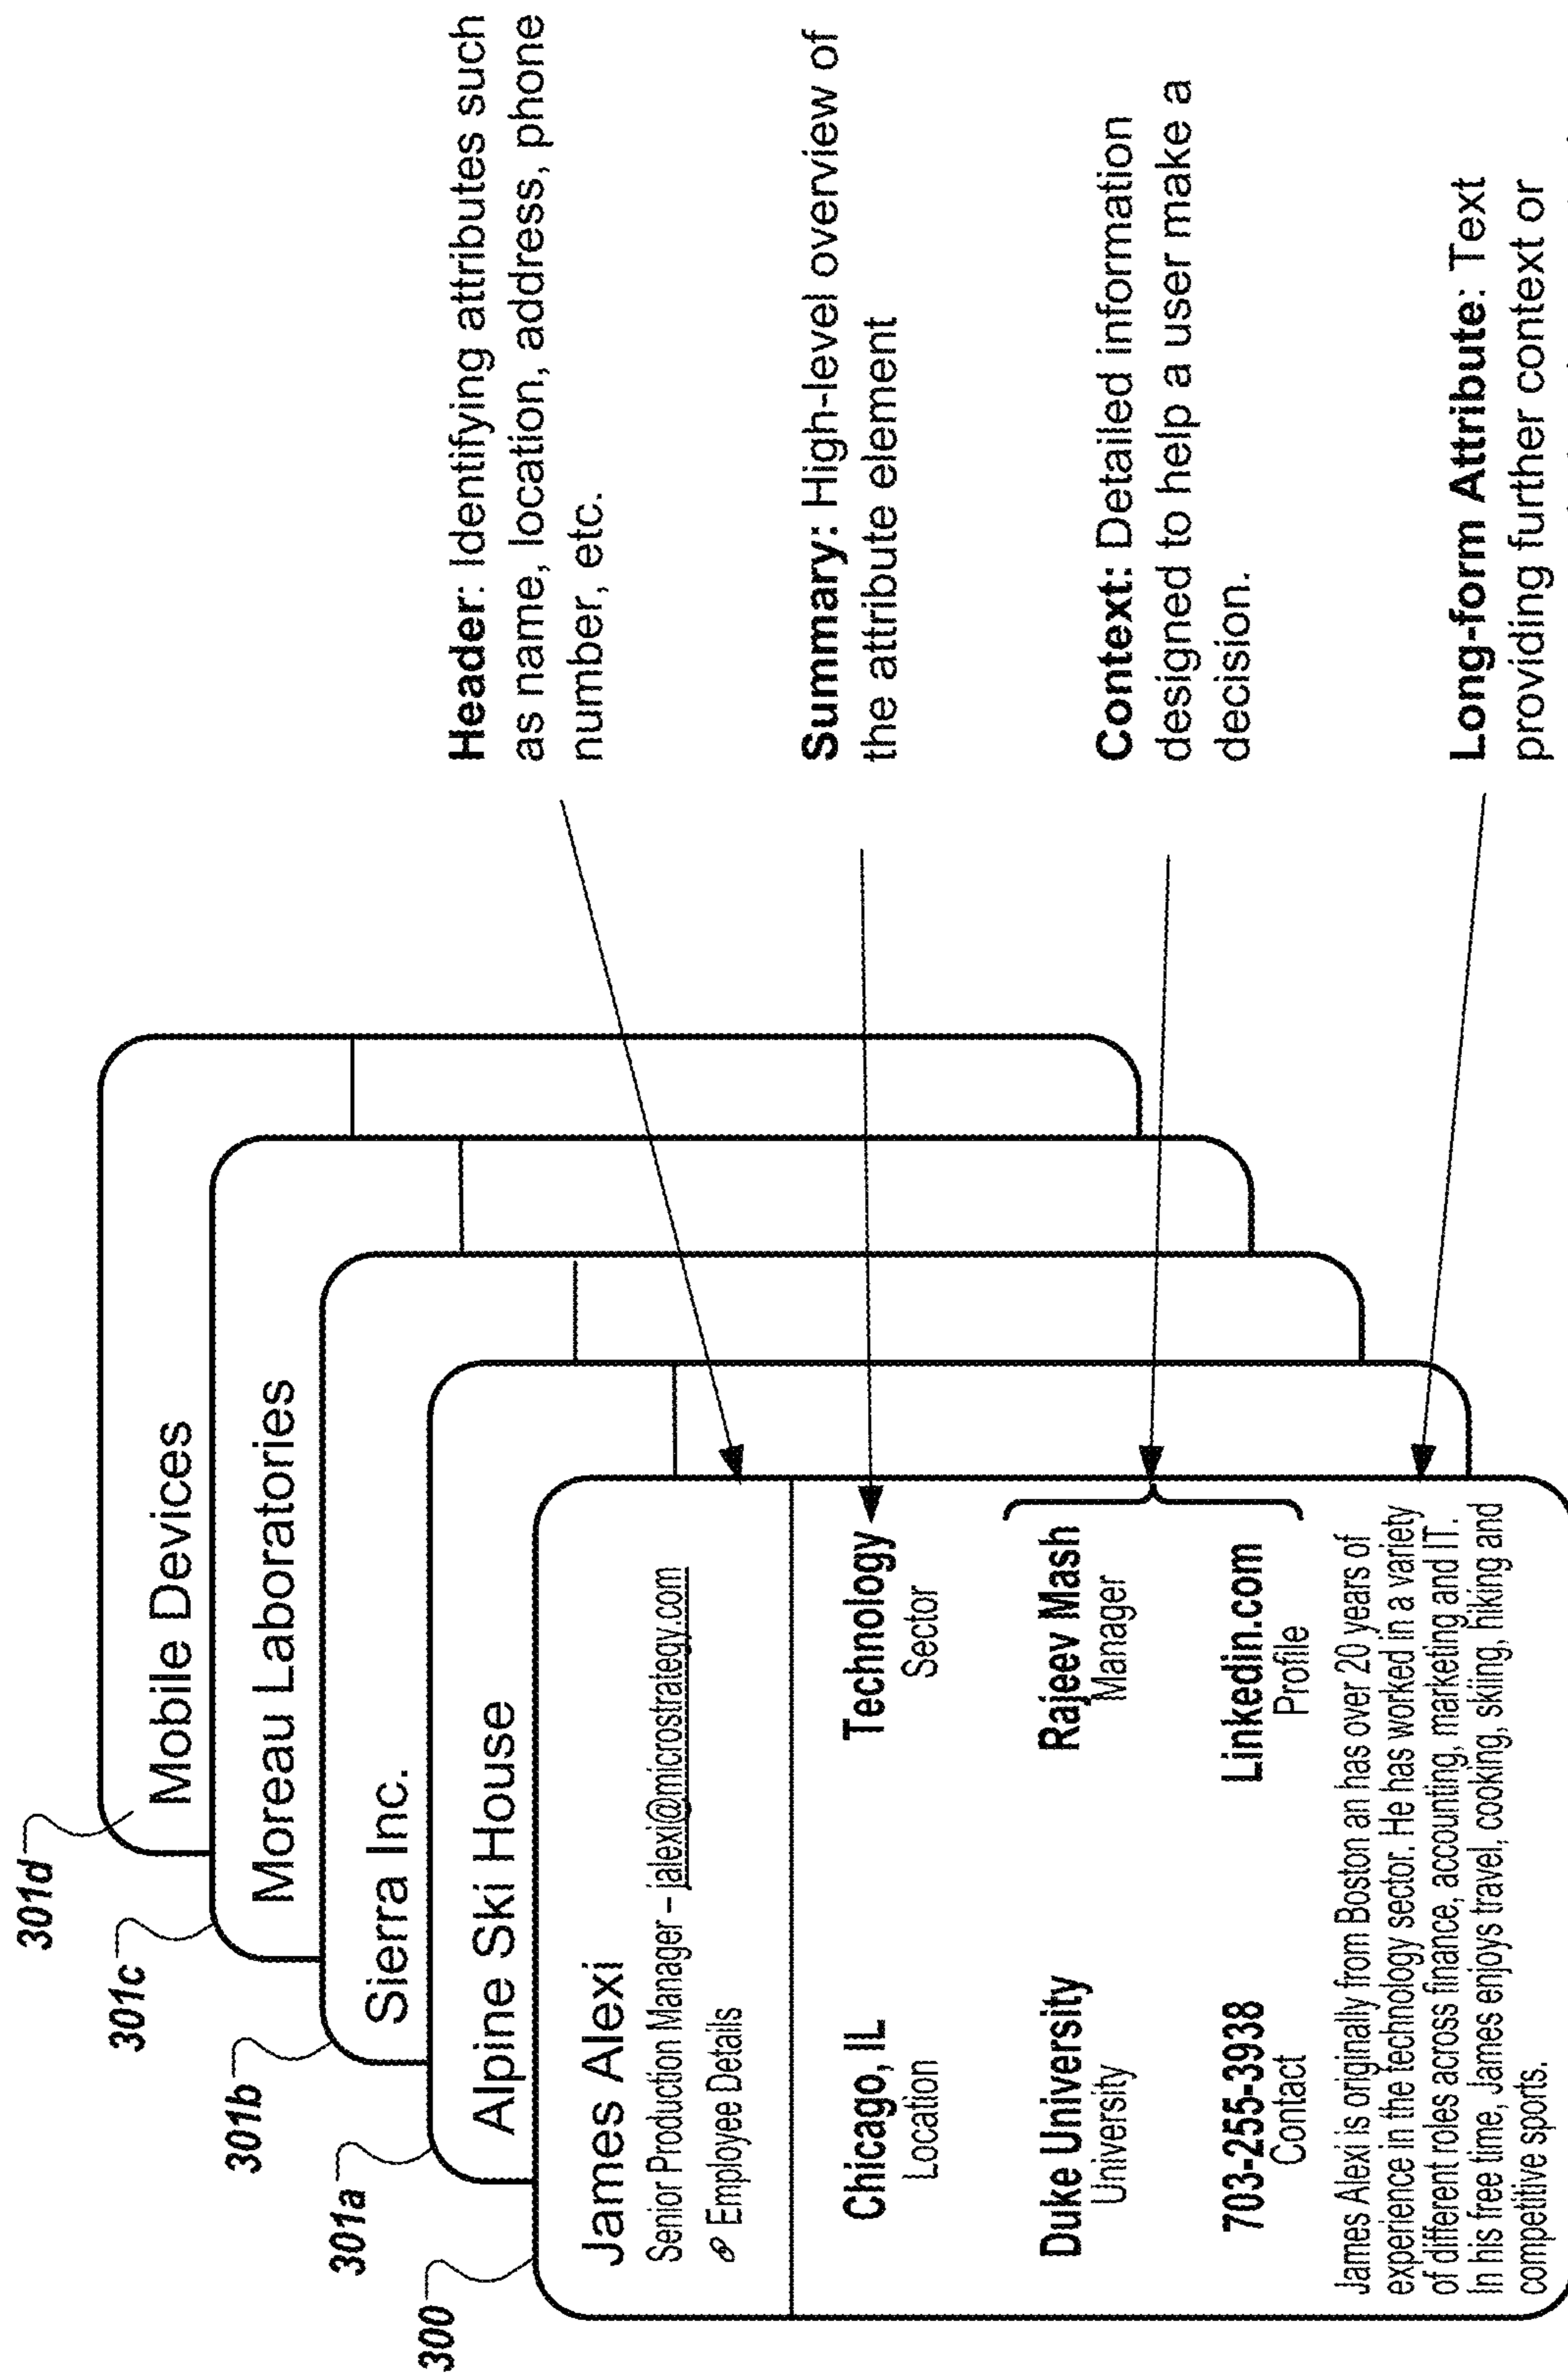 301d
301c
301b
301a
300
Mobile Devices
Moreau Laboratories
Sierra Inc.
Alpine Ski House
James Alexi
Senior Production Manager – jalexi@microstrategy.com
Employee Details
Chicago, IL
Location
Technology
Sector
Duke University
University
Rajeev Mash
Manager
703-255-3938
Contact
Linkedin.com
Profile
James Alexi is originally from Boston an has over 20 years of
experience in the technology sector. He has worked in a variety
of different roles across finance, accounting, marketing and IT.
In his free time, James enjoys travel, cooking, skiing, hiking and
competitive sports.
Header: Identifying attributes such
as name, location, address, phone
number, etc.
Summary: High-level overview of
the attribute element
Context: Detailed information
designed to help a user make a
decision.
Long-form Attribute: Text
providing further context or